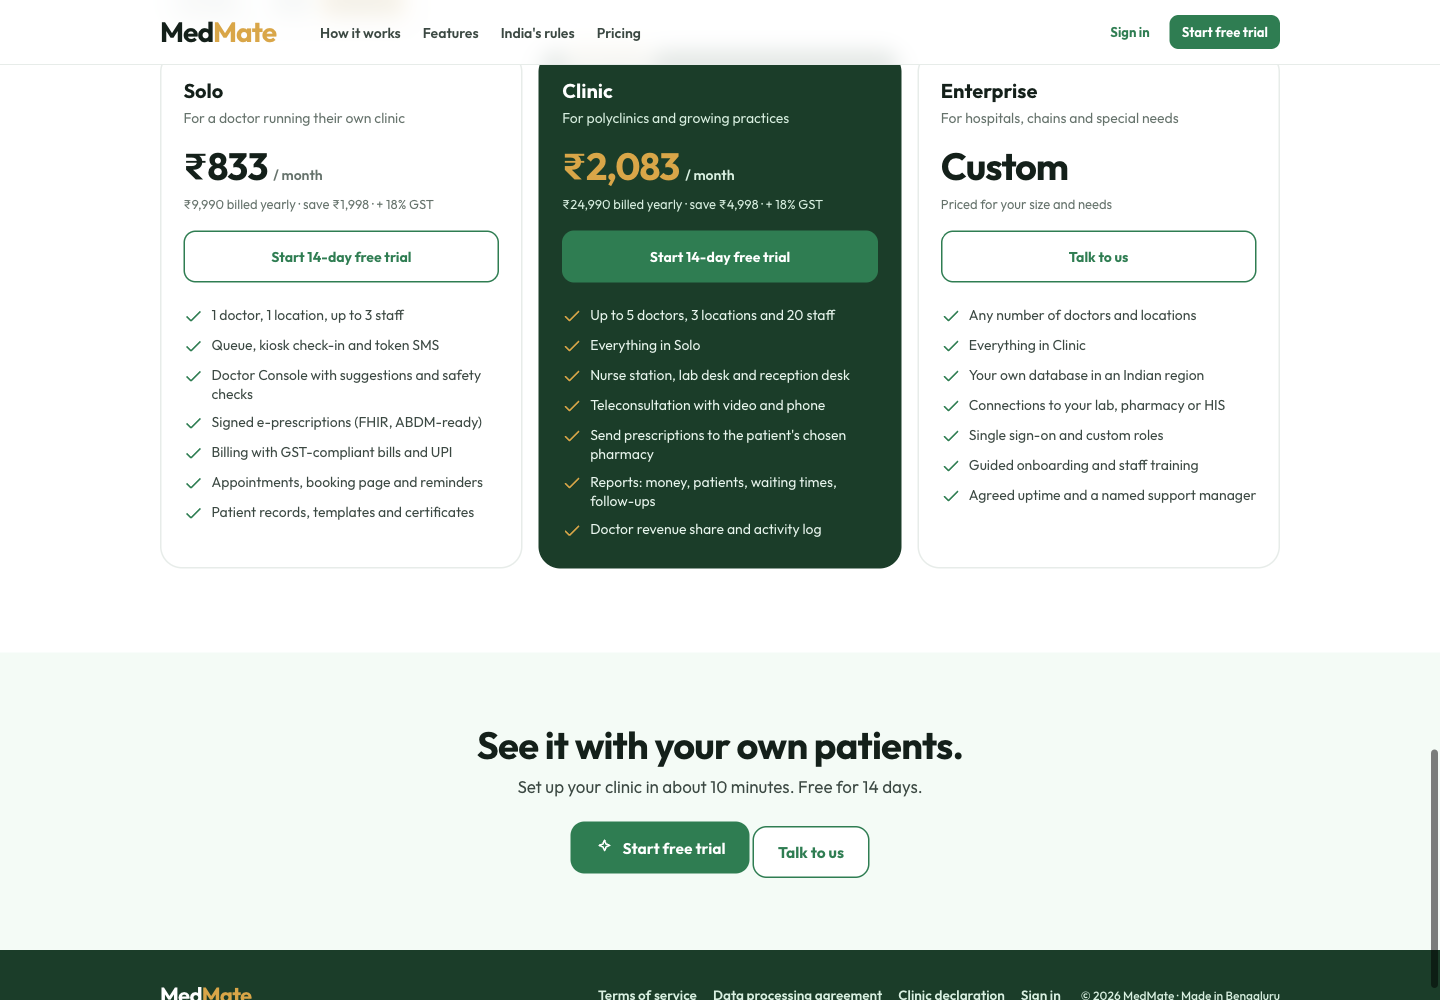 MedMate
How it works
Features
India's rules
Pricing
Sign in
Start free trial
Solo
For a doctor running their own clinic
₹833 / month
₹9,990 billed yearly · save ₹1,998 · + 18% GST
Start 14-day free trial
1 doctor, 1 location, up to 3 staff
Queue, kiosk check-in and token SMS
Doctor Console with suggestions and safety
checks
Signed e-prescriptions (FHIR, ABDM-ready)
Billing with GST-compliant bills and UPI
Appointments, booking page and reminders
Patient records, templates and certificates
Clinic
For polyclinics and growing practices
₹2,083 / month
₹24,990 billed yearly · save ₹4,998 · + 18% GST
Start 14-day free trial
Up to 5 doctors, 3 locations and 20 staff
Everything in Solo
Nurse station, lab desk and reception desk
Teleconsultation with video and phone
Send prescriptions to the patient's chosen
pharmacy
Reports: money, patients, waiting times,
follow-ups
Doctor revenue share and activity log
Enterprise
For hospitals, chains and special needs
Custom
Priced for your size and needs
Talk to us
Any number of doctors and locations
Everything in Clinic
Your own database in an Indian region
Connections to your lab, pharmacy or HIS
Single sign-on and custom roles
Guided onboarding and staff training
Agreed uptime and a named support manager
See it with your own patients.
Set up your clinic in about 10 minutes. Free for 14 days.
Start free trial
Talk to us
MedMate
Terms of service
Data processing agreement
Clinic declaration
Sign in
© 2026 MedMate · Made in Bengaluru